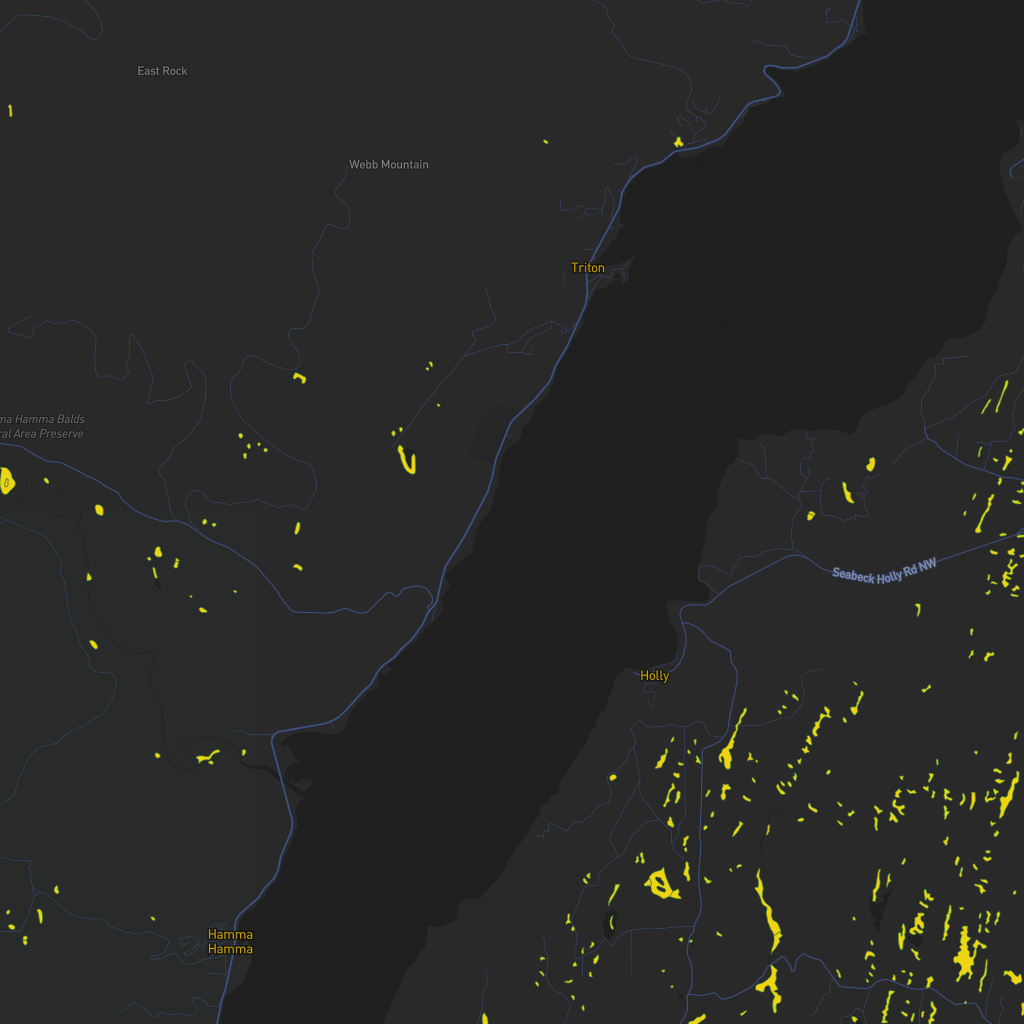 East Rock
Webb Mountain
Triton
ma Hamma Balds
ral Area Preserve
Seabeck Holly Rd NW
Holly
Hamma
Hamma